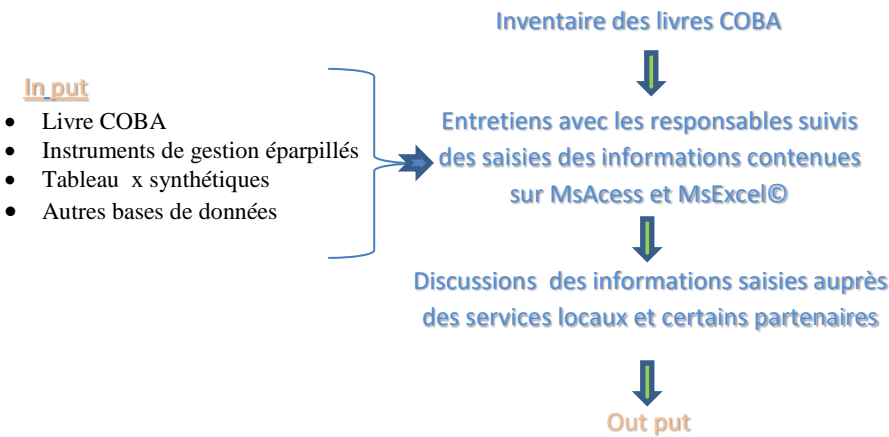 Inventaire des livres COBA
In put
• Livre COBA
• Instruments de gestion éparpillés
• Tableau x synthétiques
• Autres bases de données
Entretiens avec les responsables suivis
des saisies des informations contenues
sur MsAcess et MsExcel©
Discussions des informations saisies auprès
des services locaux et certains partenaires
Out put